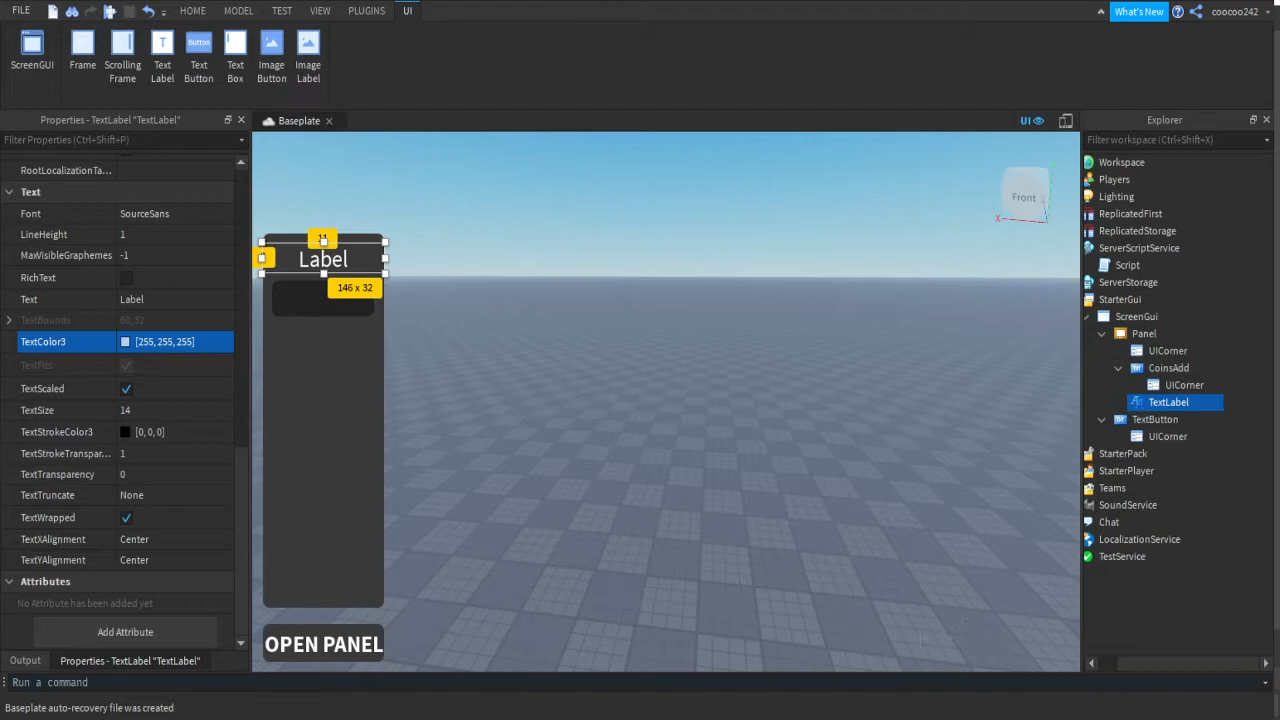 FILE
HOME
MODEL
TEST
VIEW
PLUGINS
UI
What's New
coocoo242
ScreenGUI
Frame
Scrolling
Frame
Text
Label
Button
Text
Button
Text
Box
Image
Button
Image
Label
Properties - TextLabel "TextLabel"
Filter Properties (Ctrl+Shift+P)
RootLocalizationTa...
Text
Font SourceSans
LineHeight 1
MaxVisibleGraphemes -1
RichText
Text Label
TextBounds 60, 32
TextColor3 [255, 255, 255]
TextFits
TextScaled
TextSize 14
TextStrokeColor3 [0, 0, 0]
TextStrokeTranspar... 1
TextTransparency 0
TextTruncate None
TextWrapped
TextXAlignment Center
TextYAlignment Center
Attributes
No Attribute has been added yet
Add Attribute
Output
Properties - TextLabel "TextLabel"
Run a command
Baseplate auto-recovery file was created
Baseplate
UI
Front
X
Label
146 x 32
OPEN PANEL
Explorer
Filter workspace (Ctrl+Shift+X)
Workspace
Players
Lighting
ReplicatedFirst
ReplicatedStorage
ServerScriptService
Script
ServerStorage
StarterGui
ScreenGui
Panel
UICorner
CoinsAdd
UICorner
TextLabel
TextButton
UICorner
StarterPack
StarterPlayer
Teams
SoundService
Chat
LocalizationService
TestService